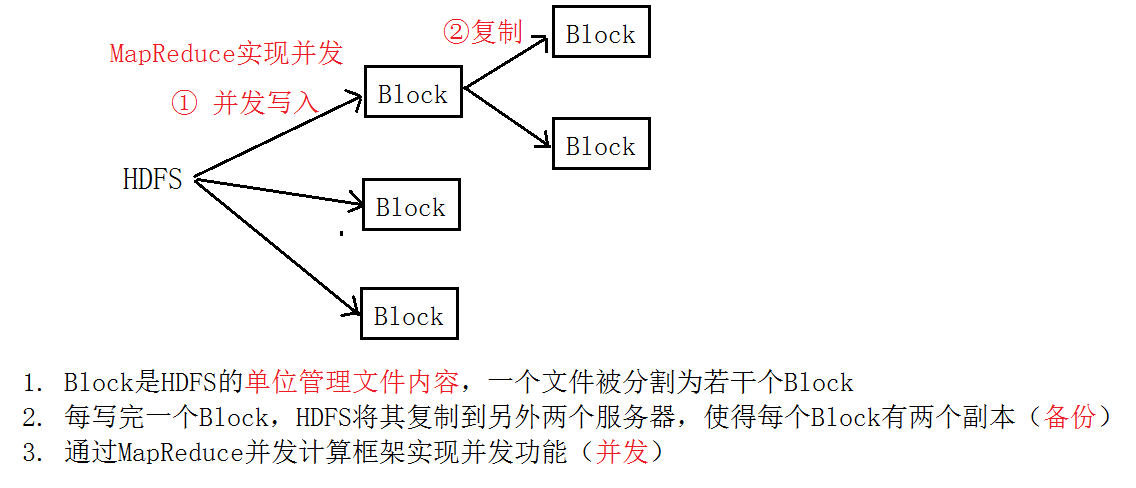 ②复制
Block
MapReduce实现并发
① 并发写入
Block
Block
HDFS
Block
Block
1. Block是HDFS的单位管理文件内容，一个文件被分割为若干个Block
2. 每写完一个Block，HDFS将其复制到另外两个服务器，使得每个Block有两个副本（备份）
3. 通过MapReduce并发计算框架实现并发功能（并发）